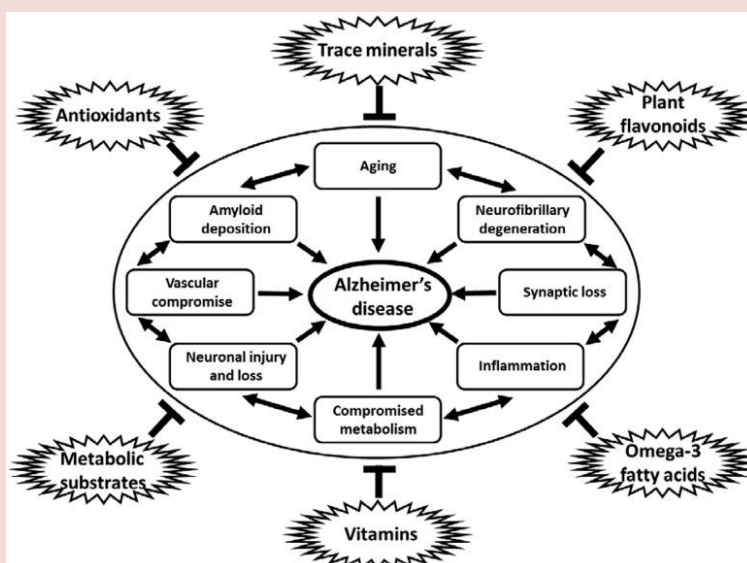 Trace minerals
Antioxidants
Plant
flavonoids
Aging
Amyloid
deposition
Neurofibrillary
degeneration
Vascular
compromise
Alzheimer's
disease
Synaptic loss
Neuronal injury
and loss
Inflammation
Compromised
metabolism
Metabolic
substrates
Omega-3
fatty acids
Vitamins